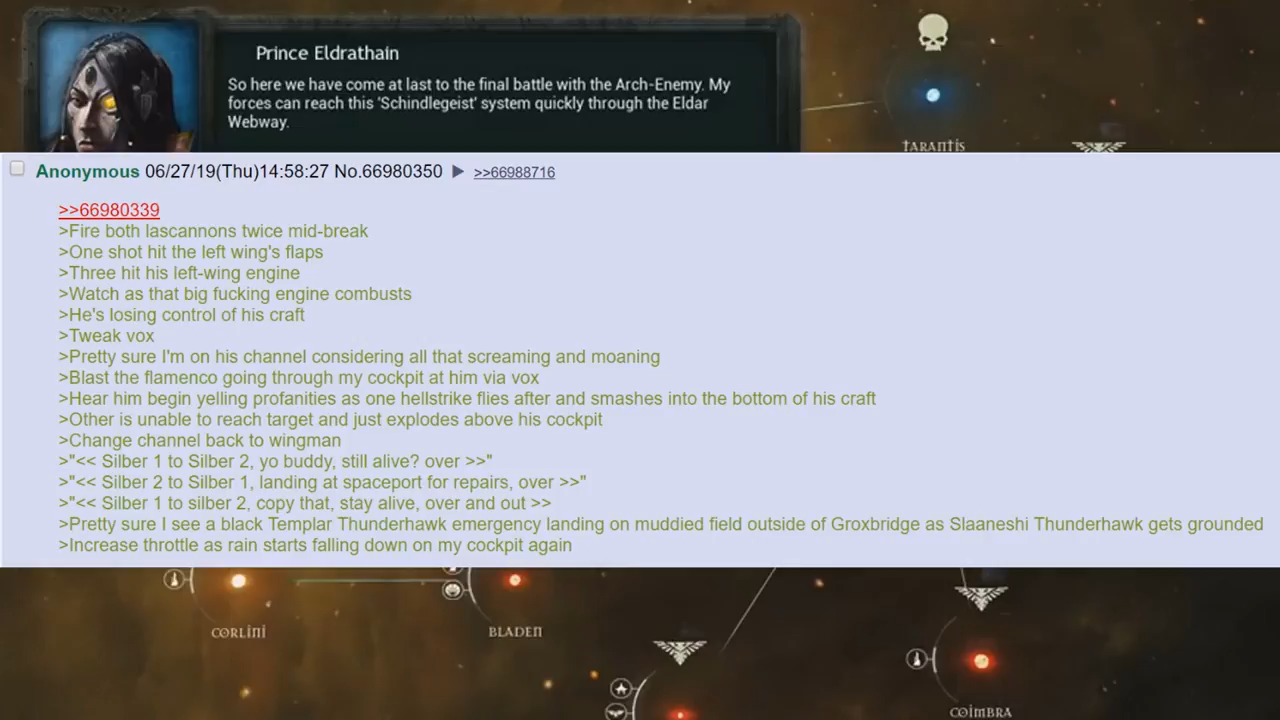 Prince Eldrathain
So here we have come at last to the final battle with the Arch-Enemy. My
forces can reach this 'Schindlegeist' system quickly through the Eldar
Webway.
TARANTIS
Anonymous 06/27/19(Thu)14:58:27 No.66980350 ▶ >>66988716
>>66980339
>Fire both lascannons twice mid-break
>One shot hit the left wing's flaps
>Three hit his left-wing engine
>Watch as that big fucking engine combusts
>He's losing control of his craft
>Tweak vox
>Pretty sure I'm on his channel considering all that screaming and moaning
>Blast the flamenco going through my cockpit at him via vox
>Hear him begin yelling profanities as one hellstrike flies after and smashes into the bottom of his craft
>Other is unable to reach target and just explodes above his cockpit
>Change channel back to wingman
>"<< Silber 1 to Silber 2, yo buddy, still alive? over >>"
>"<< Silber 2 to Silber 1, landing at spaceport for repairs, over >>"
>"<< Silber 1 to silber 2, copy that, stay alive, over and out >>
>Pretty sure I see a black Templar Thunderhawk emergency landing on muddied field outside of Groxbridge as Slaaneshi Thunderhawk gets grounded
>Increase throttle as rain starts falling down on my cockpit again
CORLINI
BLADEN
COIMBRA